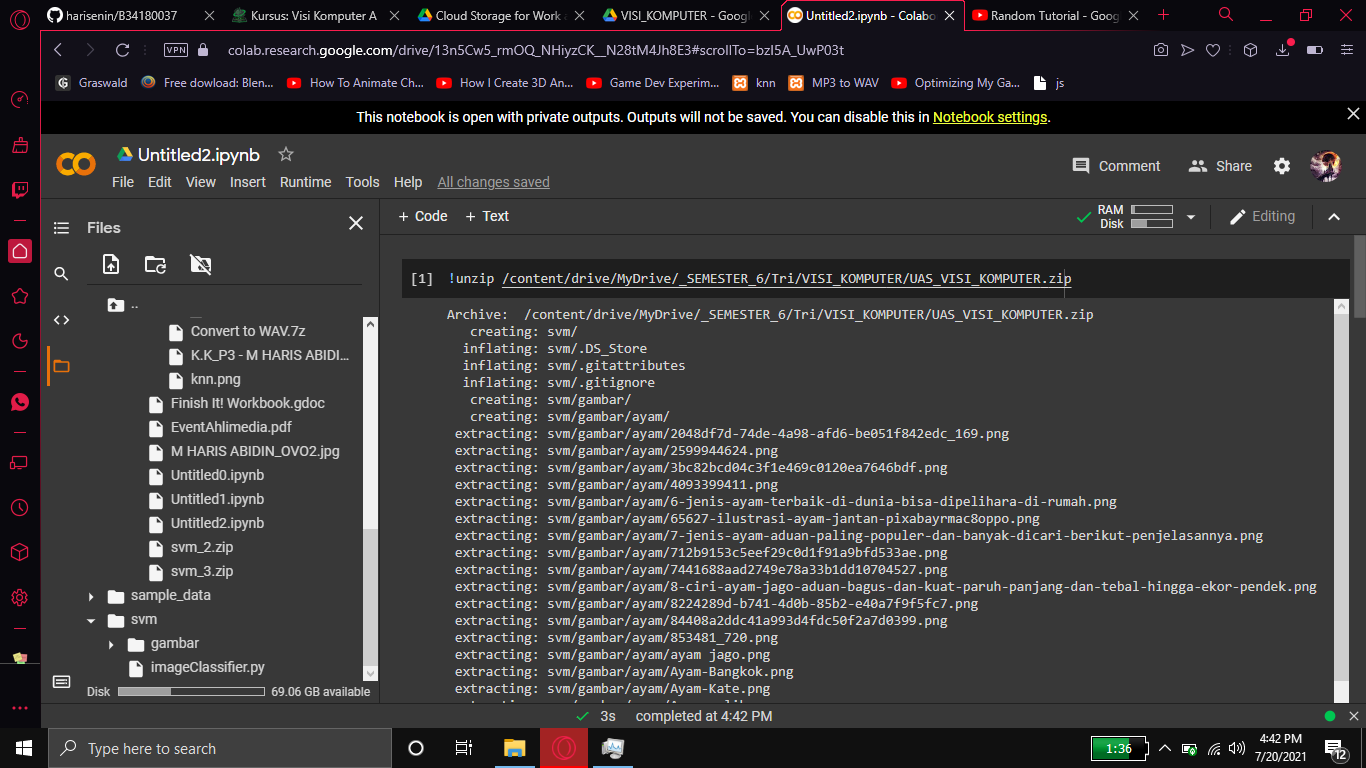 harisenin/B34180037
Kursus: Visi Komputer A
Cloud Storage for Work a
VISI_KOMPUTER - Google
Untitled2.ipynb - Colabo
Random Tutorial - Goog
VPN
colab.research.google.com/drive/13n5Cw5_rmOQ_NHiyzCK__N28tM4Jh8E3#scrollTo=bzI5A_UwP03t
Graswald
Free dowload: Blen...
How To Animate Ch...
How I Create 3D An...
Game Dev Experim...
knn
MP3 to WAV
Optimizing My Ga...
js
This notebook is open with private outputs. Outputs will not be saved. You can disable this in Notebook settings.
Untitled2.ipynb
Comment
Share
File Edit View Insert Runtime Tools Help All changes saved
Files
+ Code + Text
RAM
Disk
Editing
..
Convert to WAV.7z
K.K_P3 - M HARIS ABIDI...
knn.png
Finish It! Workbook.gdoc
EventAhlimedia.pdf
M HARIS ABIDIN_OVO2.jpg
Untitled0.ipynb
Untitled1.ipynb
Untitled2.ipynb
svm_2.zip
svm_3.zip
sample_data
svm
gambar
imageClassifier.py
Disk 69.06 GB available
[1] !unzip /content/drive/MyDrive/_SEMESTER_6/Tri/VISI_KOMPUTER/UAS_VISI_KOMPUTER.zip
Archive: /content/drive/MyDrive/_SEMESTER_6/Tri/VISI_KOMPUTER/UAS_VISI_KOMPUTER.zip
creating: svm/
inflating: svm/.DS_Store
inflating: svm/.gitattributes
inflating: svm/.gitignore
creating: svm/gambar/
creating: svm/gambar/ayam/
extracting: svm/gambar/ayam/2048df7d-74de-4a98-afd6-be051f842edc_169.png
extracting: svm/gambar/ayam/2599944624.png
extracting: svm/gambar/ayam/3bc82bcd04c3f1e469c0120ea7646bdf.png
extracting: svm/gambar/ayam/4093399411.png
extracting: svm/gambar/ayam/6-jenis-ayam-terbaik-di-dunia-bisa-dipelihara-di-rumah.png
extracting: svm/gambar/ayam/65627-ilustrasi-ayam-jantan-pixabayrmac8oppo.png
extracting: svm/gambar/ayam/7-jenis-ayam-aduan-paling-populer-dan-banyak-dicari-berikut-penjelasannya.png
extracting: svm/gambar/ayam/712b9153c5eef29c0d1f91a9bfd533ae.png
extracting: svm/gambar/ayam/7441688aad2749e78a33b1dd10704527.png
extracting: svm/gambar/ayam/8-ciri-ayam-jago-aduan-bagus-dan-kuat-paruh-panjang-dan-tebal-hingga-ekor-pendek.png
extracting: svm/gambar/ayam/8224289d-b741-4d0b-85b2-e40a7f9f5fc7.png
extracting: svm/gambar/ayam/84408a2ddc41a993d4fdc50f2a7d0399.png
extracting: svm/gambar/ayam/853481_720.png
extracting: svm/gambar/ayam/ayam jago.png
extracting: svm/gambar/ayam/Ayam-Bangkok.png
extracting: svm/gambar/ayam/Ayam-Kate.png
3s completed at 4:42 PM
Type here to search
1:36
4:42 PM
7/20/2021
12